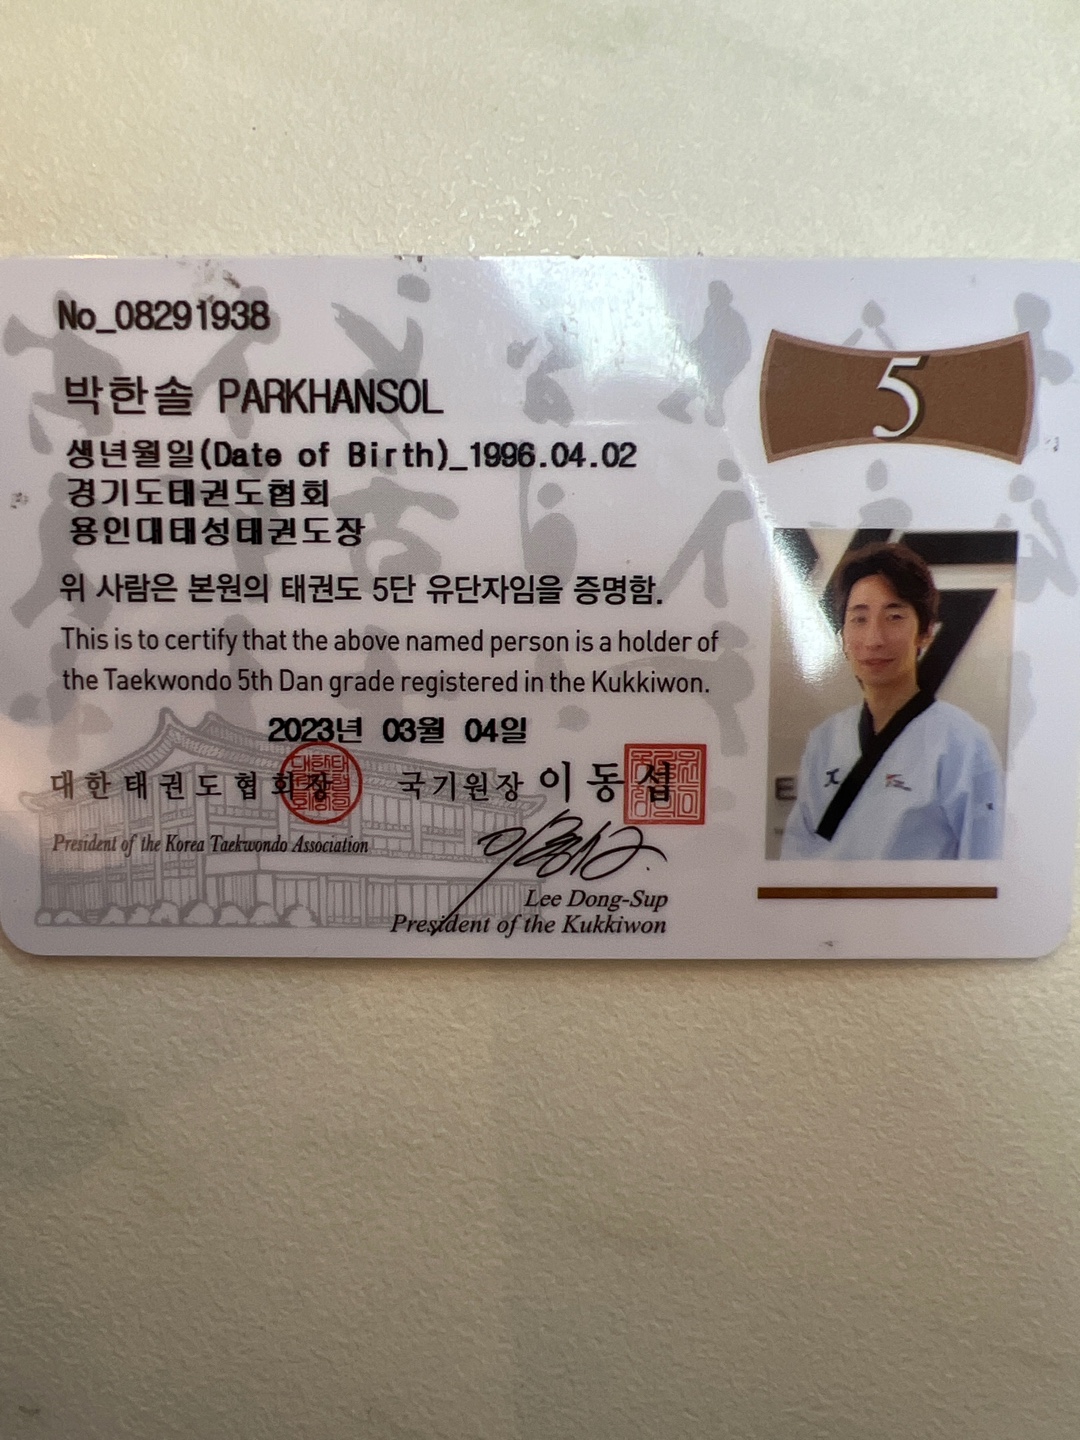 No_08291938
5
박한솔 PARKHANSOL
생년월일(Date of Birth)_1996.04.02
경기도태권도협회
용인대태성태권도장
위 사람은 본원의 태권도 5단 유단자임을 증명함.
This is to certify that the above named person is a holder of
the Taekwondo 5th Dan grade registered in the Kukkiwon.
2023년 03월 04일
대한태권도협회장 국기원장 이동섭
President of the Korea Taekwondo Association
Lee Dong-Sup
President of the Kukkiwon